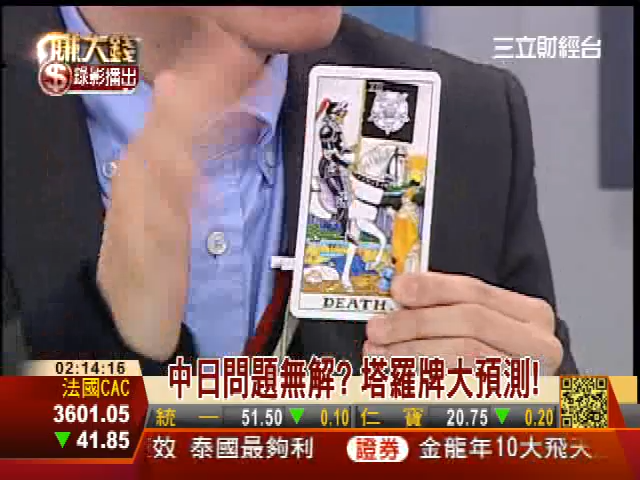 賺大錢
錄影播出
三立財經台
XIII
DEATH.
02:14:16
中日問題無解? 塔羅牌大預測!
法國CAC
3601.05
▼ 41.85
統一 51.50 ▼ 0.10 仁寶 20.75 ▼ 0.20
效 泰國最夠利 證券 金龍年10大飛天